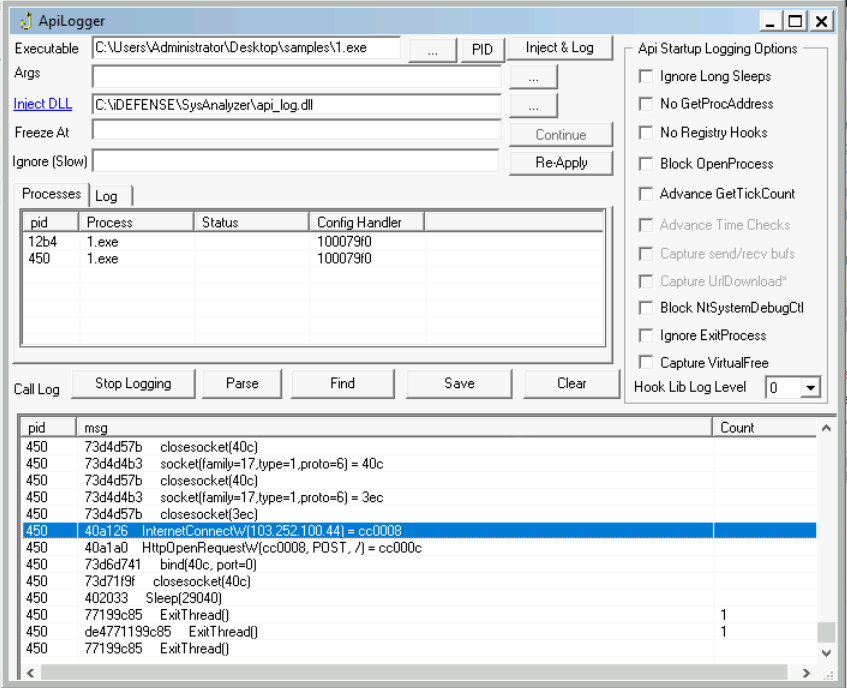 ApiLogger
Executable C:\Users\Administrator\Desktop\samples\1.exe ... PID Inject & Log
Args ...
Inject DLL C:\iDEFENSE\SysAnalyzer\api_log.dll ...
Freeze At Continue
Ignore (Slow) Re-Apply
Processes Log
pid Process Status Config Handler
12b4 1.exe 100079f0
450 1.exe 100079f0
Api Startup Logging Options
Ignore Long Sleeps
No GetProcAddress
No Registry Hooks
Block OpenProcess
Advance GetTickCount
Advance Time Checks
Capture send/recv bufs
Capture UrlDownload*
Block NtSystemDebugCtl
Ignore ExitProcess
Capture VirtualFree
Hook Lib Log Level 0
Call Log Stop Logging Parse Find Save Clear
pid msg Count
450 73d4d57b closesocket(40c)
450 73d4d4b3 socket(family=17,type=1,proto=6) = 40c
450 73d4d57b closesocket(40c)
450 73d4d4b3 socket(family=17,type=1,proto=6) = 3ec
450 73d4d57b closesocket(3ec)
450 40a126 InternetConnectW(103.252.100.44) = cc0008
450 40a1a0 HttpOpenRequestW(cc0008, POST, /) = cc000c
450 73d6d741 bind(40c, port=0)
450 73d71f9f closesocket(40c)
450 402033 Sleep(29040)
450 77199c85 ExitThread() 1
450 de4771199c85 ExitThread() 1
450 77199c85 ExitThread()